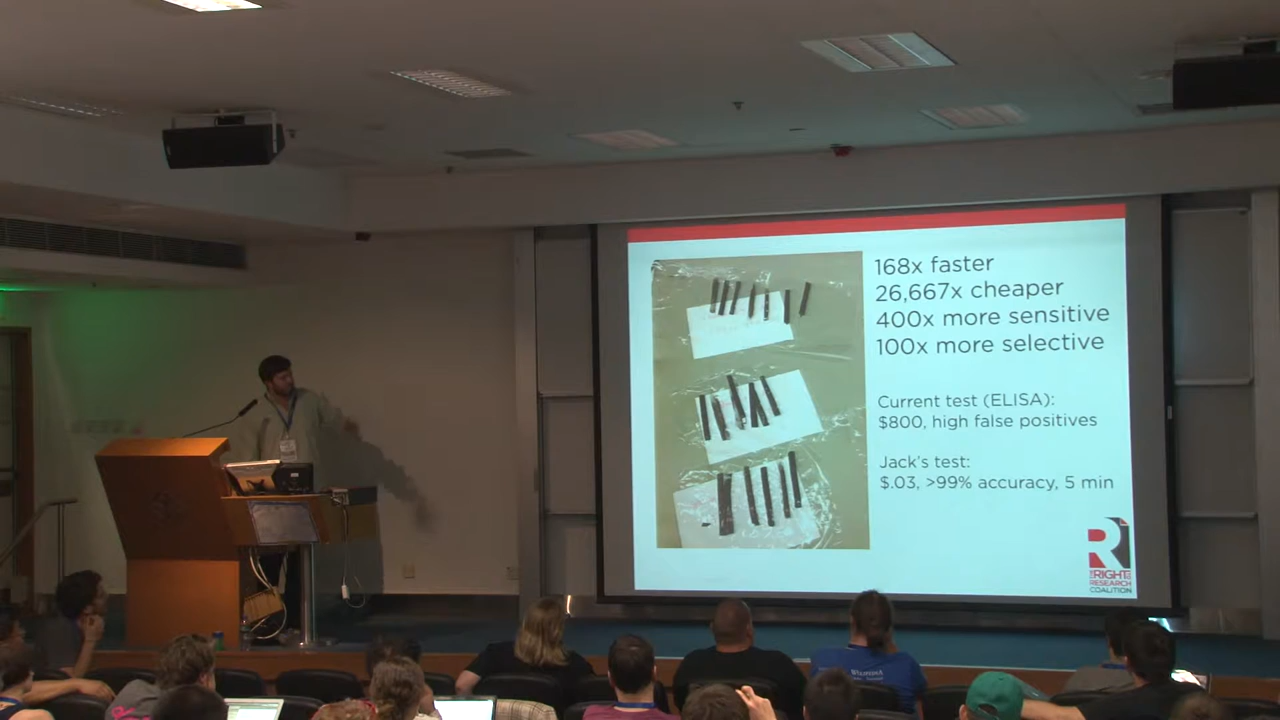 168x faster
26,667x cheaper
400x more sensitive
100x more selective
Current test (ELISA):
$800, high false positives
Jack's test:
$.03, >99% accuracy, 5 min
RIGHT
RESEARCH
COALITION